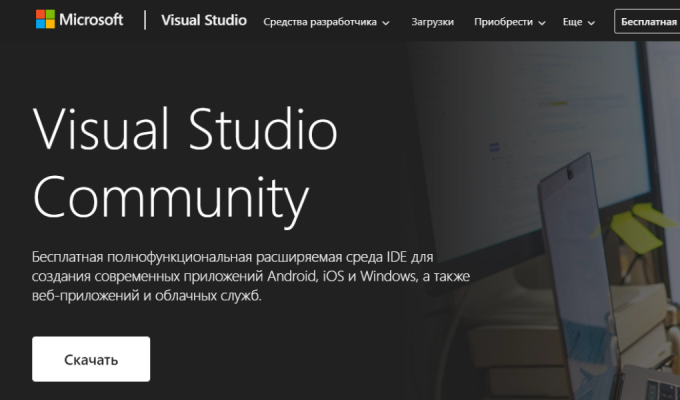 Microsoft | Visual Studio Средства разработчика Загрузки Приобрести Еще Бесплатная
Visual Studio
Community
Бесплатная полнофункциональная расширяемая среда IDE для
создания современных приложений Android, iOS и Windows, а также
веб-приложений и облачных служб.
Скачать